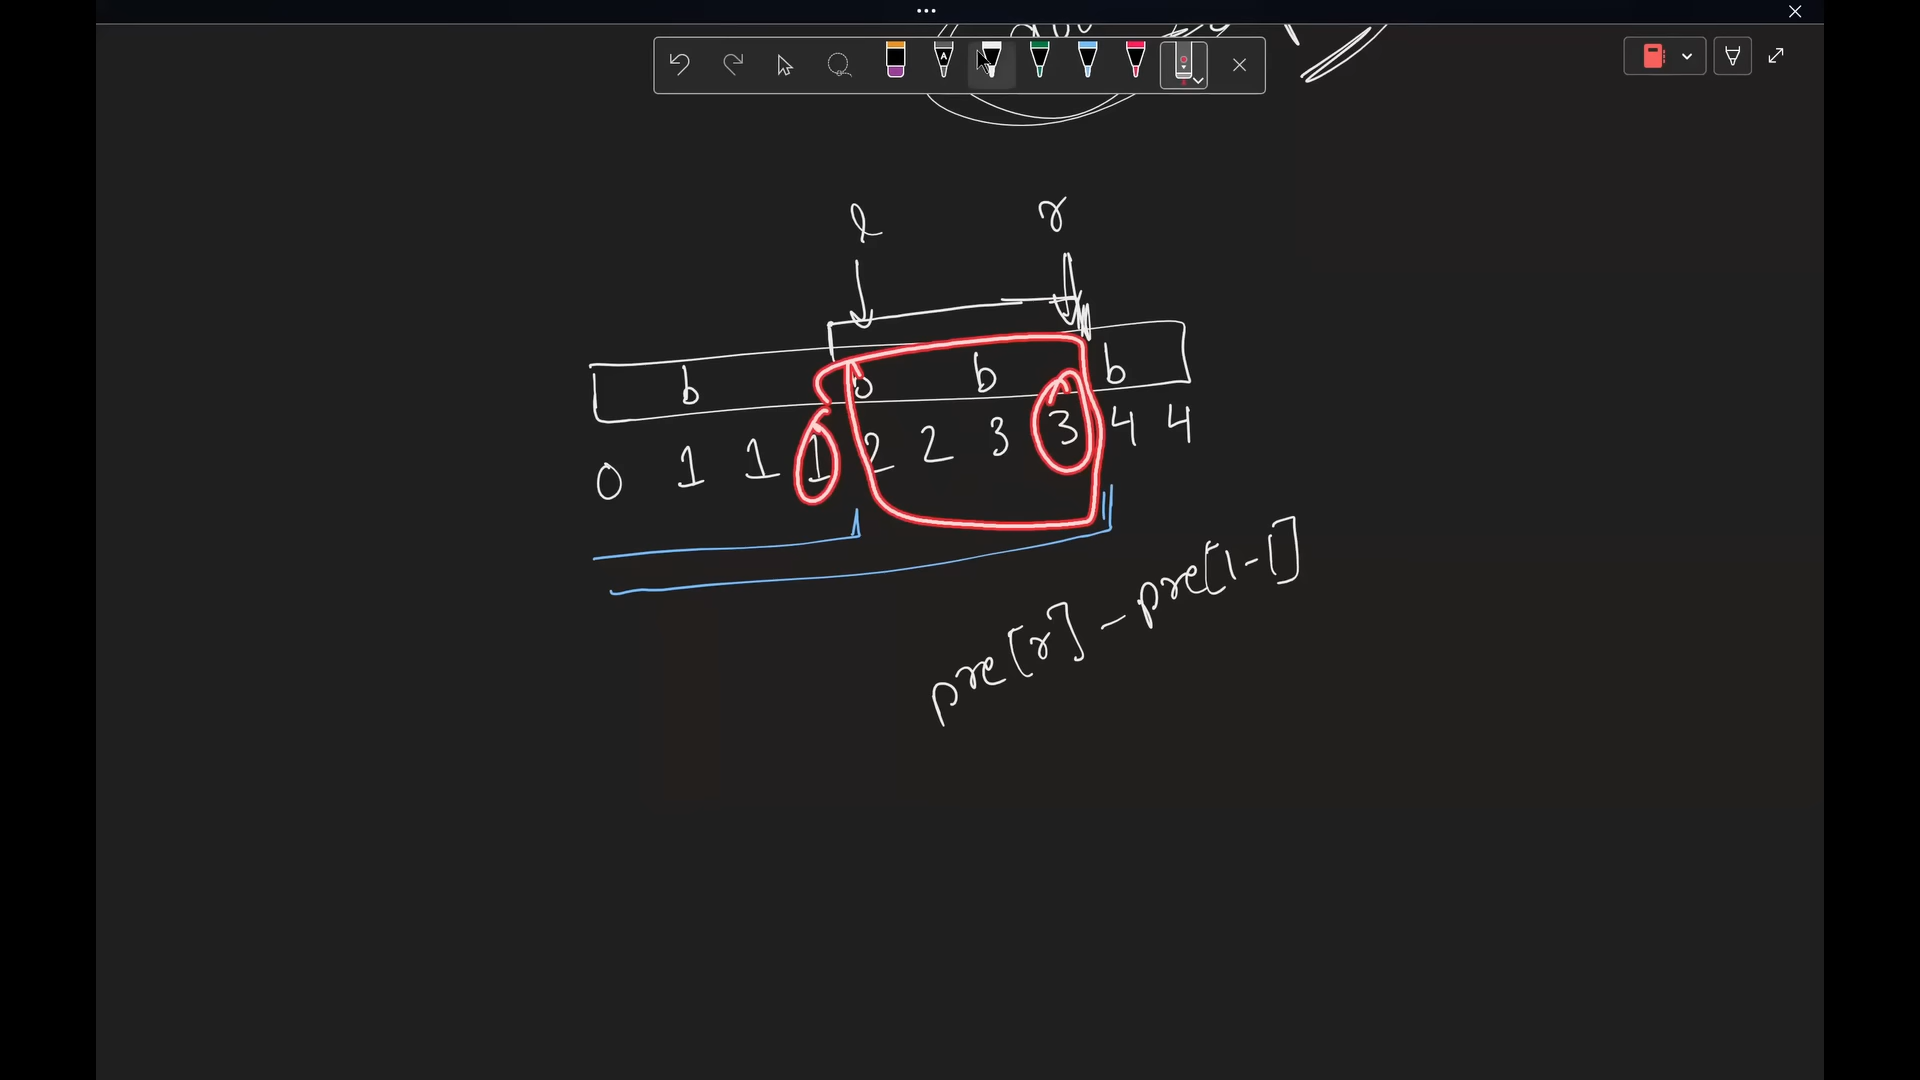 l r
b b b b
0 1 1 1 2 2 3 3 4 4
pre[r] - pre[l-1]